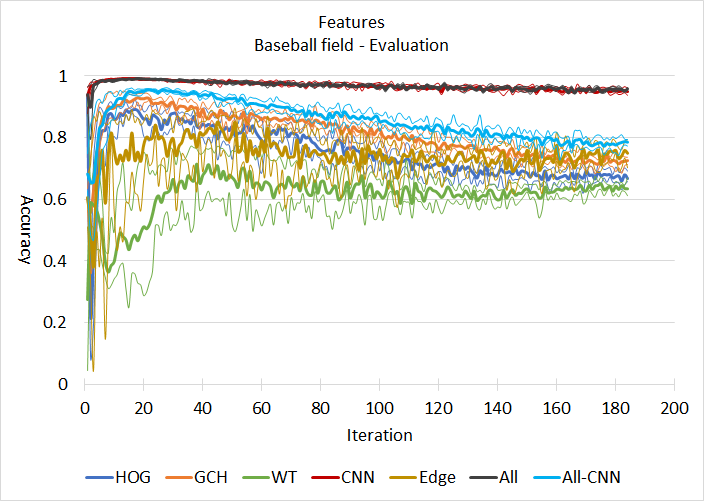 Features
Baseball field - Evaluation
1
0.8
0.6
0.4
0.2
0
Accuracy
0 20 40 60 80 100 120 140 160 180 200
Iteration
HOG GCH WT CNN Edge All All-CNN